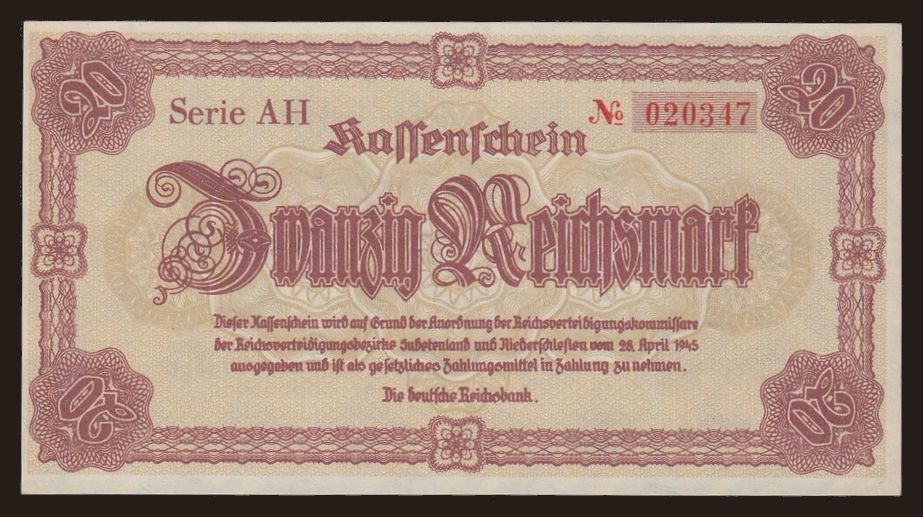 20 20
Serie AH № 020347
Kassenschein
Zwanzig Reichsmark
Dieser Kassenschein wird auf Grund der Anordnung der Reichsverteidigungskommissare
der Reichsverteidigungsbezirke Sudetenland und Niederschlesien vom 28. April 1945
ausgegeben und ist als gesetzliches Zahlungsmittel in Zahlung zu nehmen.
Die deutsche Reichsbank.
20 20